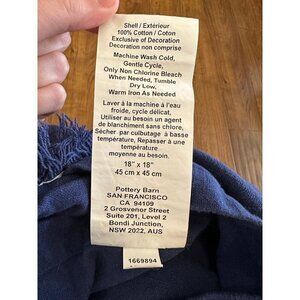 Shell / Extérieur
100% Cotton / Coton
Exclusive of Decoration
Decoration non comprise
Machine Wash Cold,
Gentle Cycle,
Only Non Chlorine Bleach
When Needed, Tumble
Dry Low,
Warm Iron As Needed
Laver à la machine à l'eau
froide, cycle délicat.
Utiliser au besoin un agent
de blanchiment sans chlore.
Sécher par culbutage à basse
température, Repasser à une
température
moyenne au besoin.
18" x 18"
45 cm x 45 cm
Pottery Barn
SAN FRANCISCO
CA 94109
2 Grosvenor Street
Suite 201, Level 2
Bondi Junction,
NSW 2022, AUS
1669894